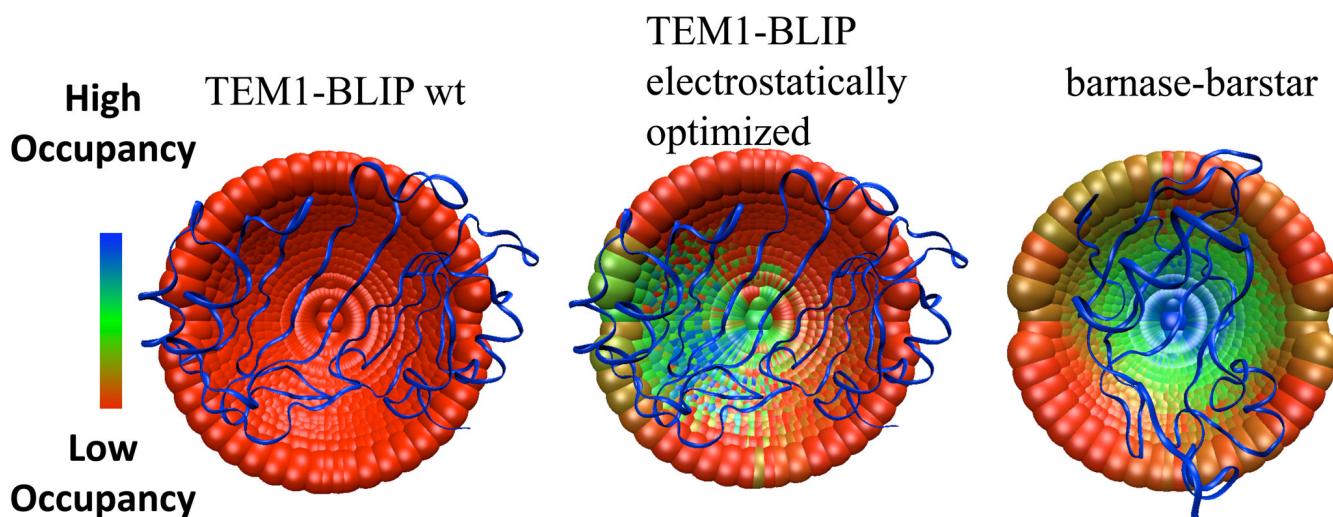 High
Occupancy
Low
Occupancy
TEM1-BLIP wt
TEM1-BLIP
electrostatically
optimized
barnase-barstar